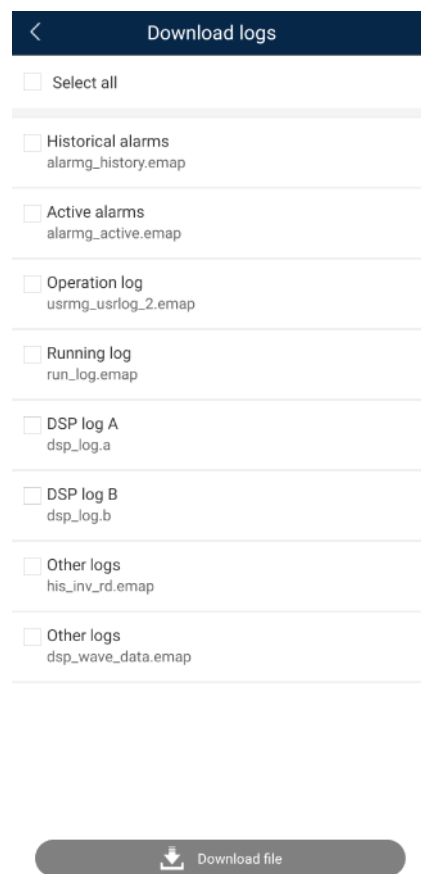 Download logs
Select all
Historical alarms
alarmg_history.emap
Active alarms
alarmg_active.emap
Operation log
usrmg_usrlog_2.emap
Running log
run_log.emap
DSP log A
dsp_log.a
DSP log B
dsp_log.b
Other logs
his_inv_rd.emap
Other logs
dsp_wave_data.emap
Download file